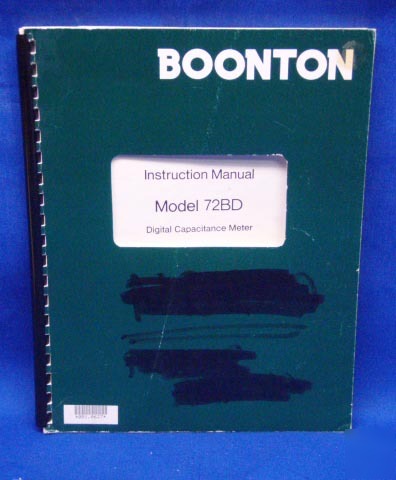 BOONTON
Instruction Manual
Model 72BD
Digital Capacitance Meter